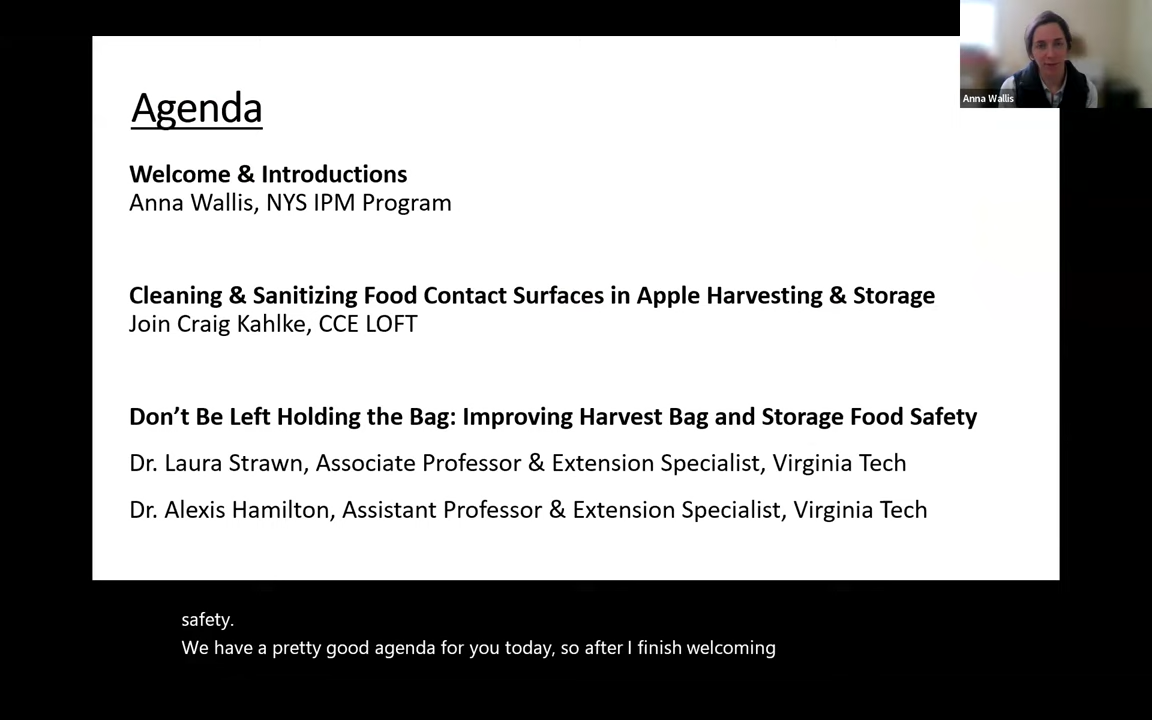 Agenda
Anna Wallis
Welcome & Introductions
Anna Wallis, NYS IPM Program
Cleaning & Sanitizing Food Contact Surfaces in Apple Harvesting & Storage
Join Craig Kahlke, CCE LOFT
Don’t Be Left Holding the Bag: Improving Harvest Bag and Storage Food Safety
Dr. Laura Strawn, Associate Professor & Extension Specialist, Virginia Tech
Dr. Alexis Hamilton, Assistant Professor & Extension Specialist, Virginia Tech
safety.
We have a pretty good agenda for you today, so after I finish welcoming